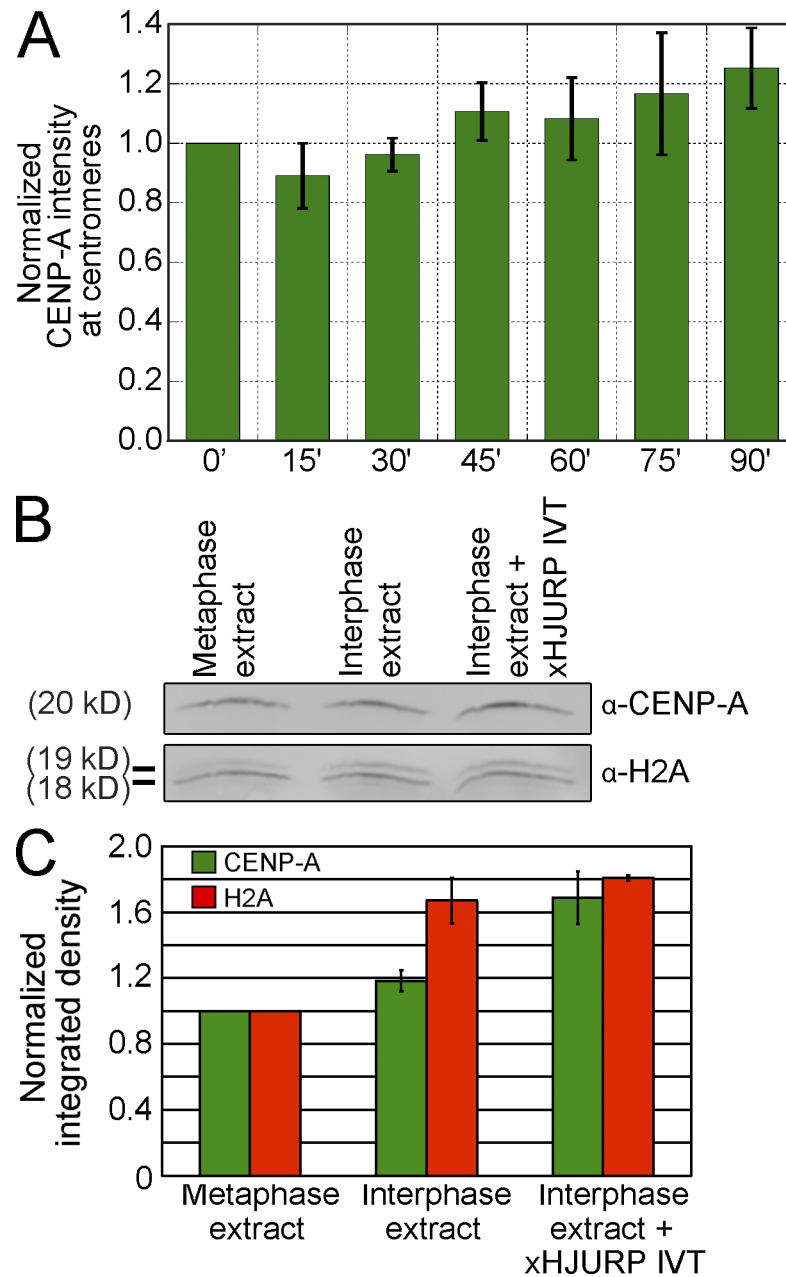 A
Normalized
CENP-A intensity
at centromeres
1.4
1.2
1.0
0.8
0.6
0.4
0.2
0.0
0' 15' 30' 45' 60' 75' 90'
B
Metaphase
extract
Interphase
extract
Interphase
extract +
xHJURP IVT
(20 kD)
α-CENP-A
(19 kD)
(18 kD)
α-H2A
C
Normalized
integrated density
2.0
1.6
1.2
0.8
0.4
0
CENP-A
H2A
Metaphase
extract
Interphase
extract
Interphase
extract +
xHJURP IVT